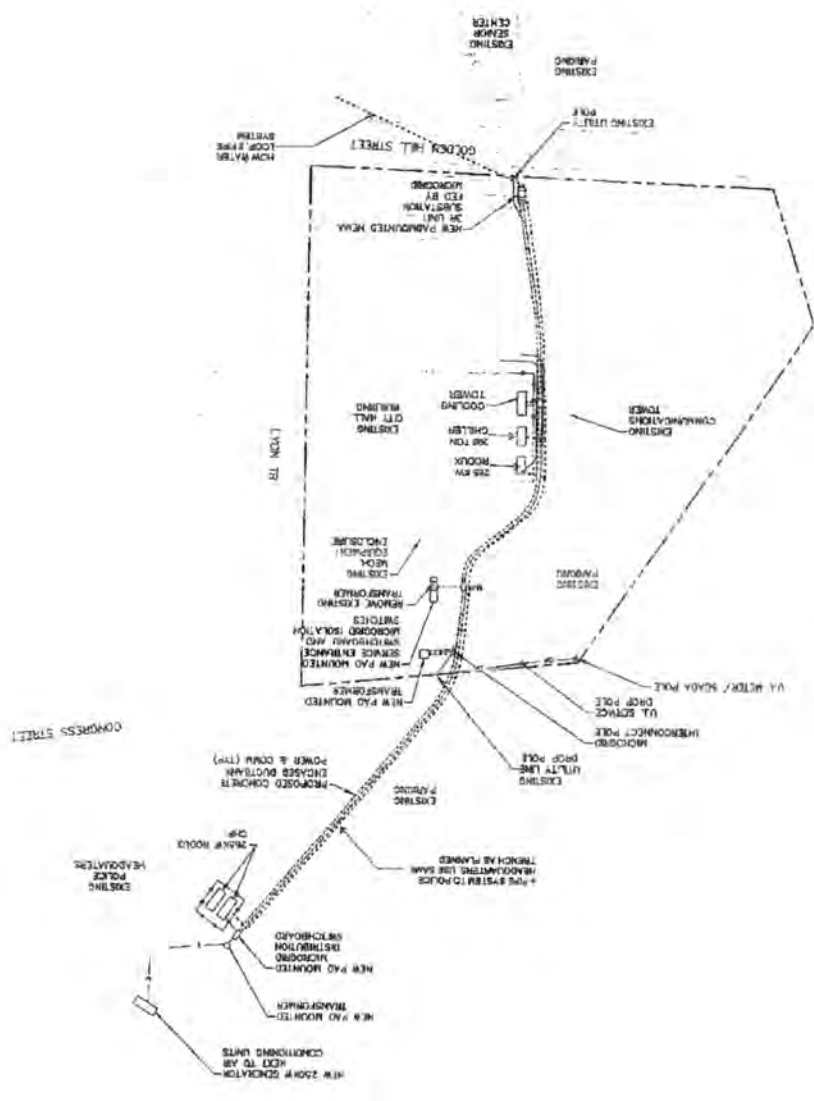 NEW 250KW GENERATOR
NEXT TO AIR
CONDITIONING UNITS
NEW PAD MOUNTED
TRANSFORMER
NEW PAD MOUNTED
MICROGRID
DISTRIBUTION
SWITCHBOARD
EXISTING
POLICE
HEADQUARTERS
265KW RODUX
CHP
4-PIPE SYSTEM TO POLICE
HEADQUARTERS. USE SAME
TRENCH AS PLANNED
PROPOSED CONCRETE
ENCASED DUCTBANK
POWER & COMM (TYP)
EXISTING
PARKING
CONGRESS STREET
EXISTING
UTILITY LINE
DROP POLE
MICROGRID
INTERCONNECT POLE
U.I. SERVICE
DROP POLE
U.I. METER/ SCADA POLE
NEW PAD MOUNTED
TRANSFORMER
NEW PAD MOUNTED
SERVICE ENTRANCE
SWITCHBOARD AND
MICROGRID ISOLATION
SWITCHES
REMOVE EXISTING
TRANSFORMER
EXISTING
PARKING
EXISTING
MECH.
EQUIPMENT
ENCLOSURE
265 KW
RODUX
200 TON
CHILLER
COOLING
TOWER
EXISTING
COMMUNICATIONS
TOWER
EXISTING
CITY HALL
BUILDING
LYON TR
NEW PADMOUNTED NEMA
3R UNIT
SUBSTATION
FED BY
MICROGRID
EXISTING UTILITY
POLE
GOLDEN HILL STREET
WATER
LOOP, 2 PIPE
SYSTEM
EXISTING
PARKING
EXISTING
SENIOR
CENTER